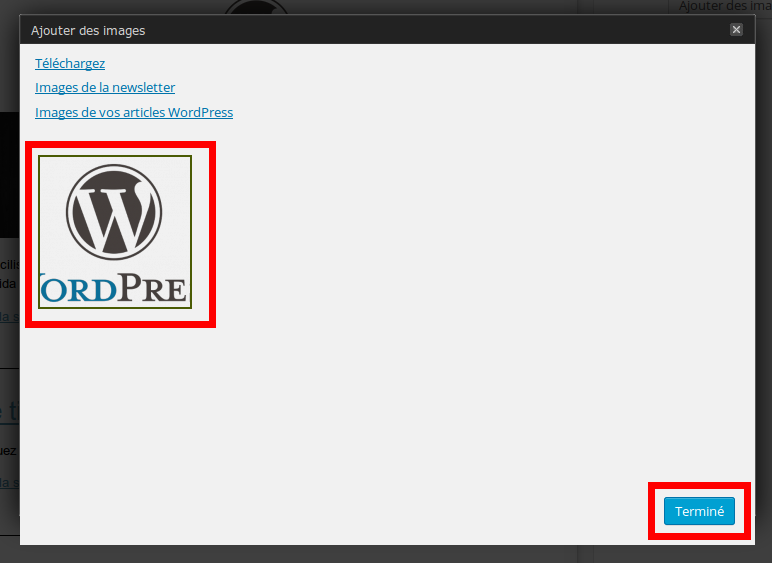 Ajouter des ima
Ajouter des images
Téléchargez
Images de la newsletter
Images de vos articles WordPress
ORDPRE
Terminé